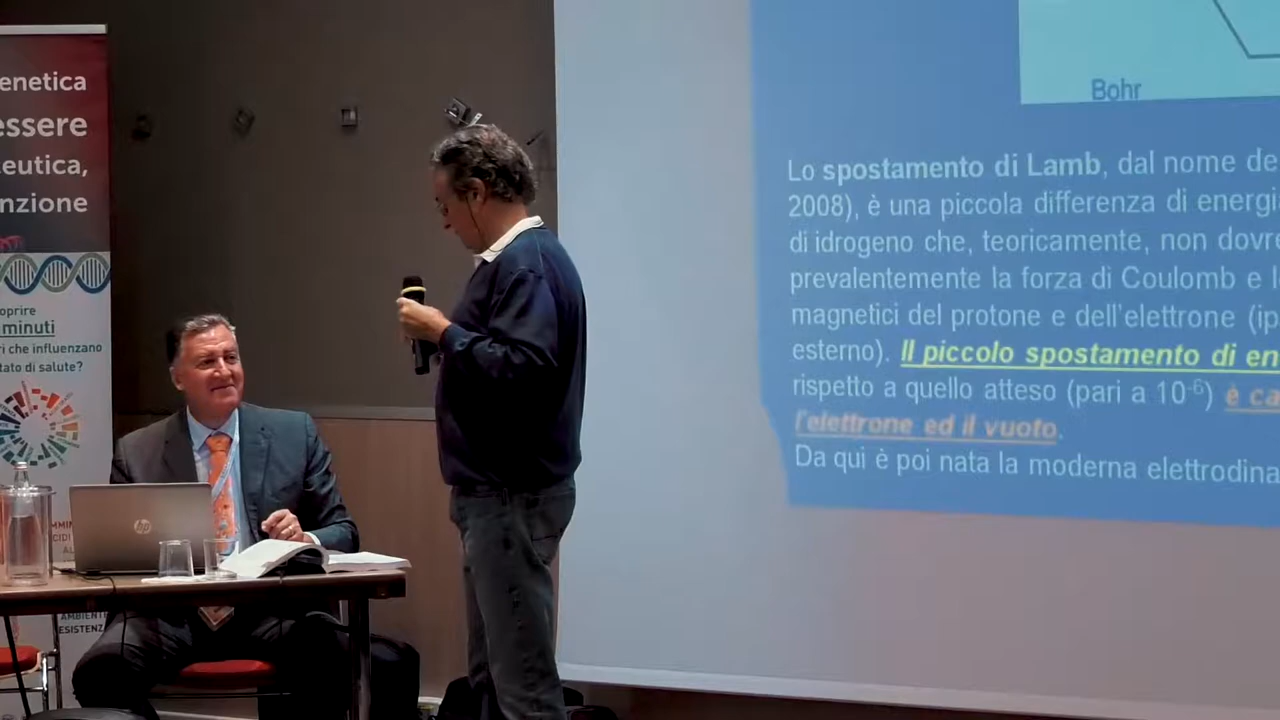 enetica
essere
eutica,
nzione
oprire
minuti
ri che influenzano
tato di salute?
AMBIENT
ESISTENZ
hp
Bohr
Lo spostamento di Lamb, dal nome de
2008), è una piccola differenza di energi
di idrogeno che, teoricamente, non dovre
prevalentemente la forza di Coulomb e l
magnetici del protone e dell'elettrone (ip
esterno). Il piccolo spostamento di en
rispetto a quello atteso (pari a 10⁻⁶) è ca
l'elettrone ed il vuoto.
Da qui è poi nata la moderna elettrodina